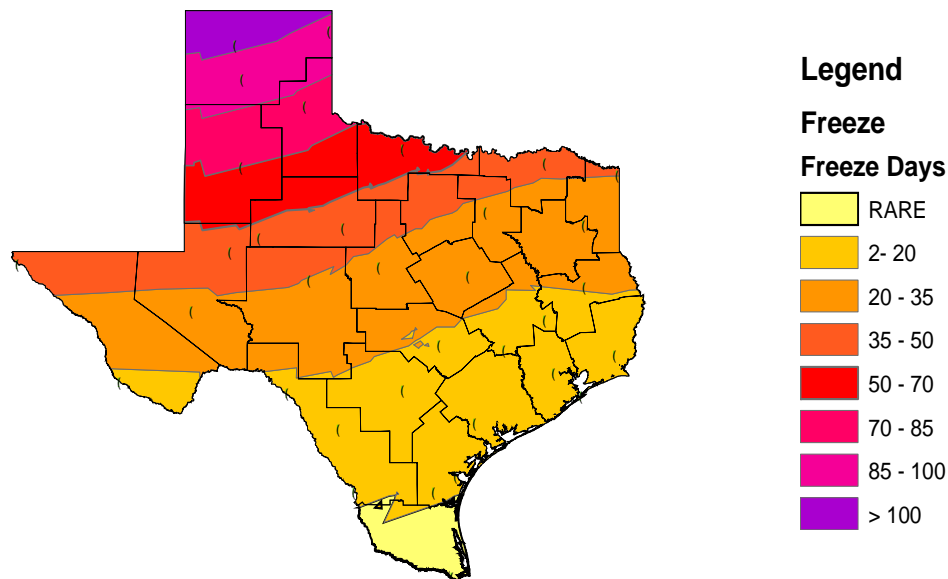 Legend
Freeze
Freeze Days
RARE
2- 20
20 - 35
35 - 50
50 - 70
70 - 85
85 - 100
> 100